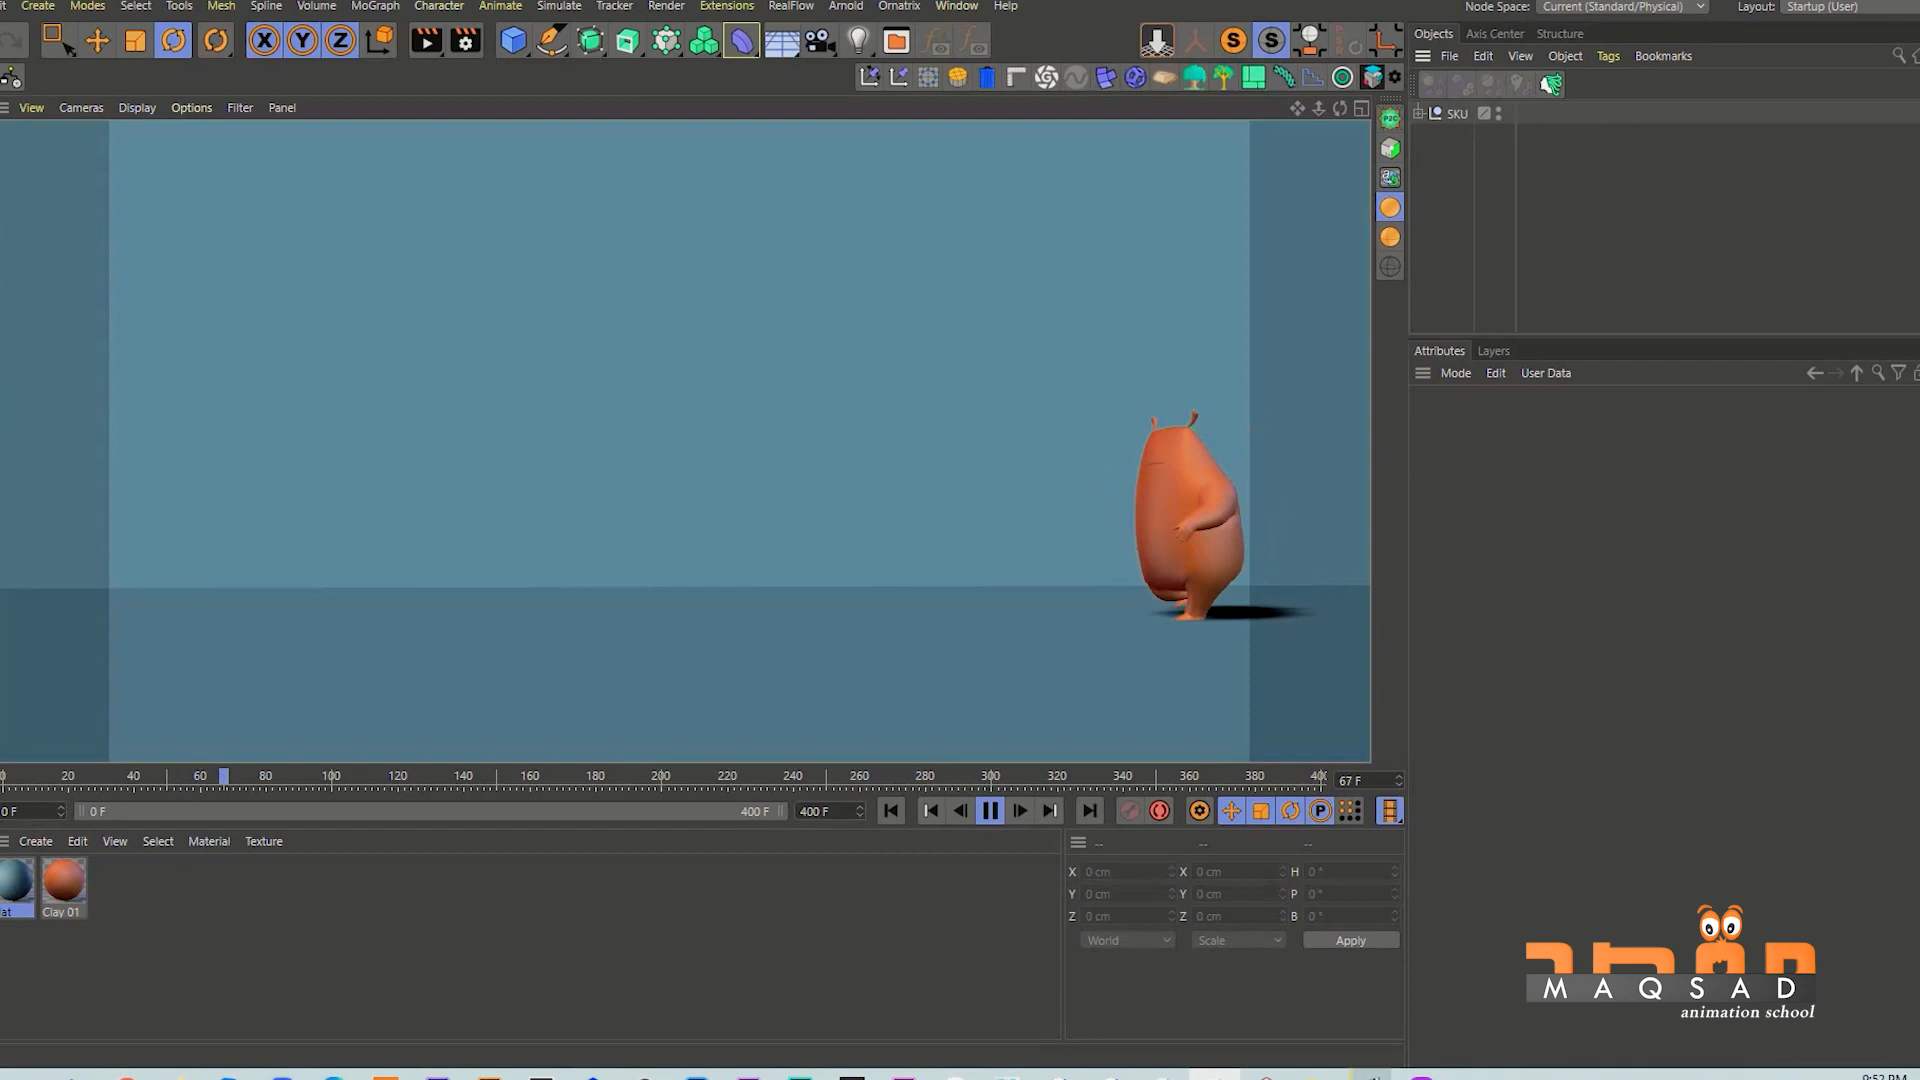 Create Modes Select Tools Mesh Spline Volume MoGraph Character Animate Simulate Tracker Render Extensions RealFlow Arnold Ornatrix Window Help
Node Space: Current (Standard/Physical) Layout: Startup (User)
Objects Axis Center Structure
File Edit View Object Tags Bookmarks
X Y Z
View Cameras Display Options Filter Panel
SKU
Attributes Layers
Mode Edit User Data
20 40 60 80 100 120 140 160 180 200 220 240 260 280 300 320 340 360 380 67 F
0 F 0 F 400 F 400 F
Create Edit View Select Material Texture
-- -- --
X 0 cm X 0 cm H 0 °
Y 0 cm Y 0 cm P 0 °
Z 0 cm Z 0 cm B 0 °
World Scale Apply
Clay 01
MAQSAD
animation school
9:52 PM